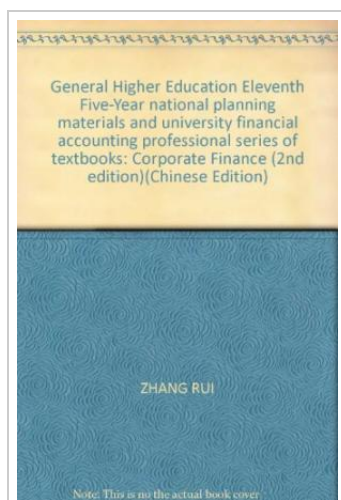 General Higher Education Eleventh
Five-Year national planning
materials and university financial
accounting professional series of
textbooks: Corporate Finance (2nd
edition)(Chinese Edition)
ZHANG RUI
Note: This is no the actual book cover